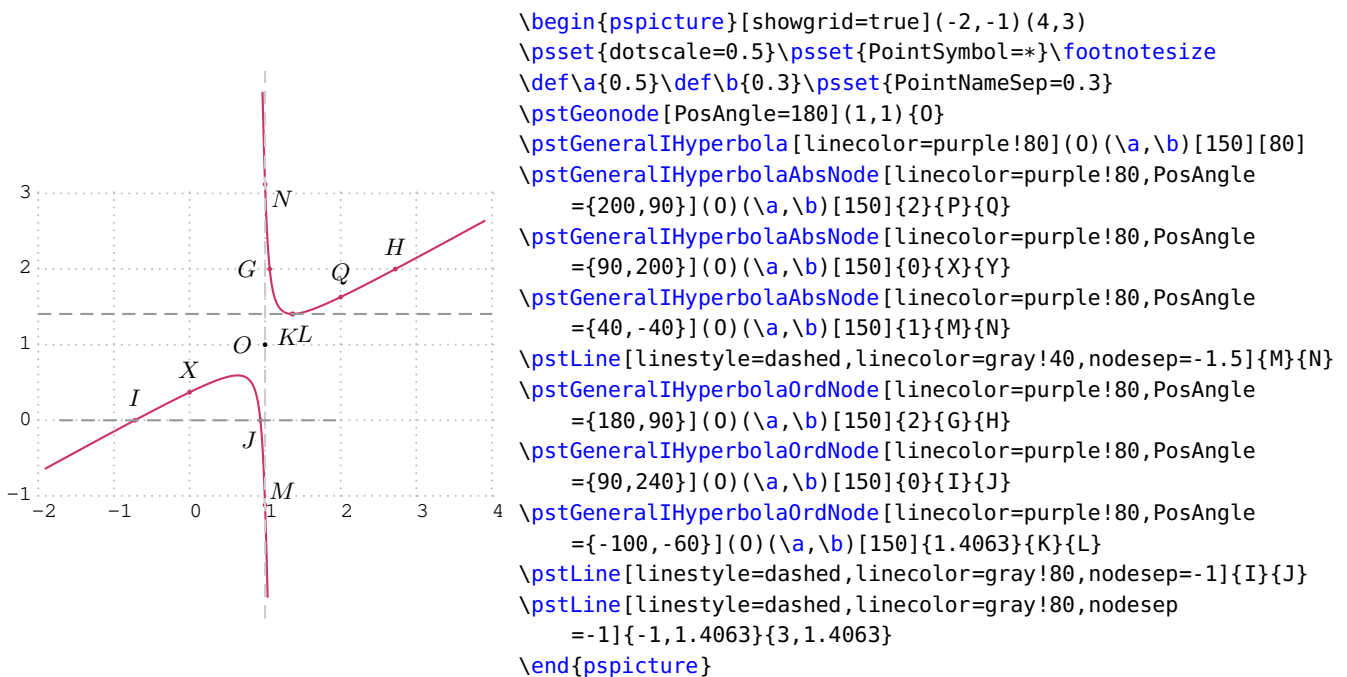 N
3
G
Q
H
2
O
KL
1
X
I
0
J
M
−1
−2
−1
0
1
2
3
4
\begin{pspicture}[showgrid=true](-2,-1)(4,3)
\psset{dotscale=0.5}\psset{PointSymbol=*}\footnotesize
\def\a{0.5}\def\b{0.3}\psset{PointNameSep=0.3}
\pstGeonode[PosAngle=180](1,1){O}
\pstGeneralIHyperbola[linecolor=purple!80](O)(\a,\b)[150][80]
\pstGeneralIHyperbolaAbsNode[linecolor=purple!80,PosAngle
={200,90}](O)(\a,\b)[150]{2}{P}{Q}
\pstGeneralIHyperbolaAbsNode[linecolor=purple!80,PosAngle
={90,200}](O)(\a,\b)[150]{0}{X}{Y}
\pstGeneralIHyperbolaAbsNode[linecolor=purple!80,PosAngle
={40,-40}](O)(\a,\b)[150]{1}{M}{N}
\pstLine[linestyle=dashed,linecolor=gray!40,nodesep=-1.5]{M}{N}
\pstGeneralIHyperbolaOrdNode[linecolor=purple!80,PosAngle
={180,90}](O)(\a,\b)[150]{2}{G}{H}
\pstGeneralIHyperbolaOrdNode[linecolor=purple!80,PosAngle
={90,240}](O)(\a,\b)[150]{0}{I}{J}
\pstGeneralIHyperbolaOrdNode[linecolor=purple!80,PosAngle
={-100,-60}](O)(\a,\b)[150]{1.4063}{K}{L}
\pstLine[linestyle=dashed,linecolor=gray!80,nodesep=-1]{I}{J}
\pstLine[linestyle=dashed,linecolor=gray!80,nodesep
=-1]{-1,1.4063}{3,1.4063}
\end{pspicture}